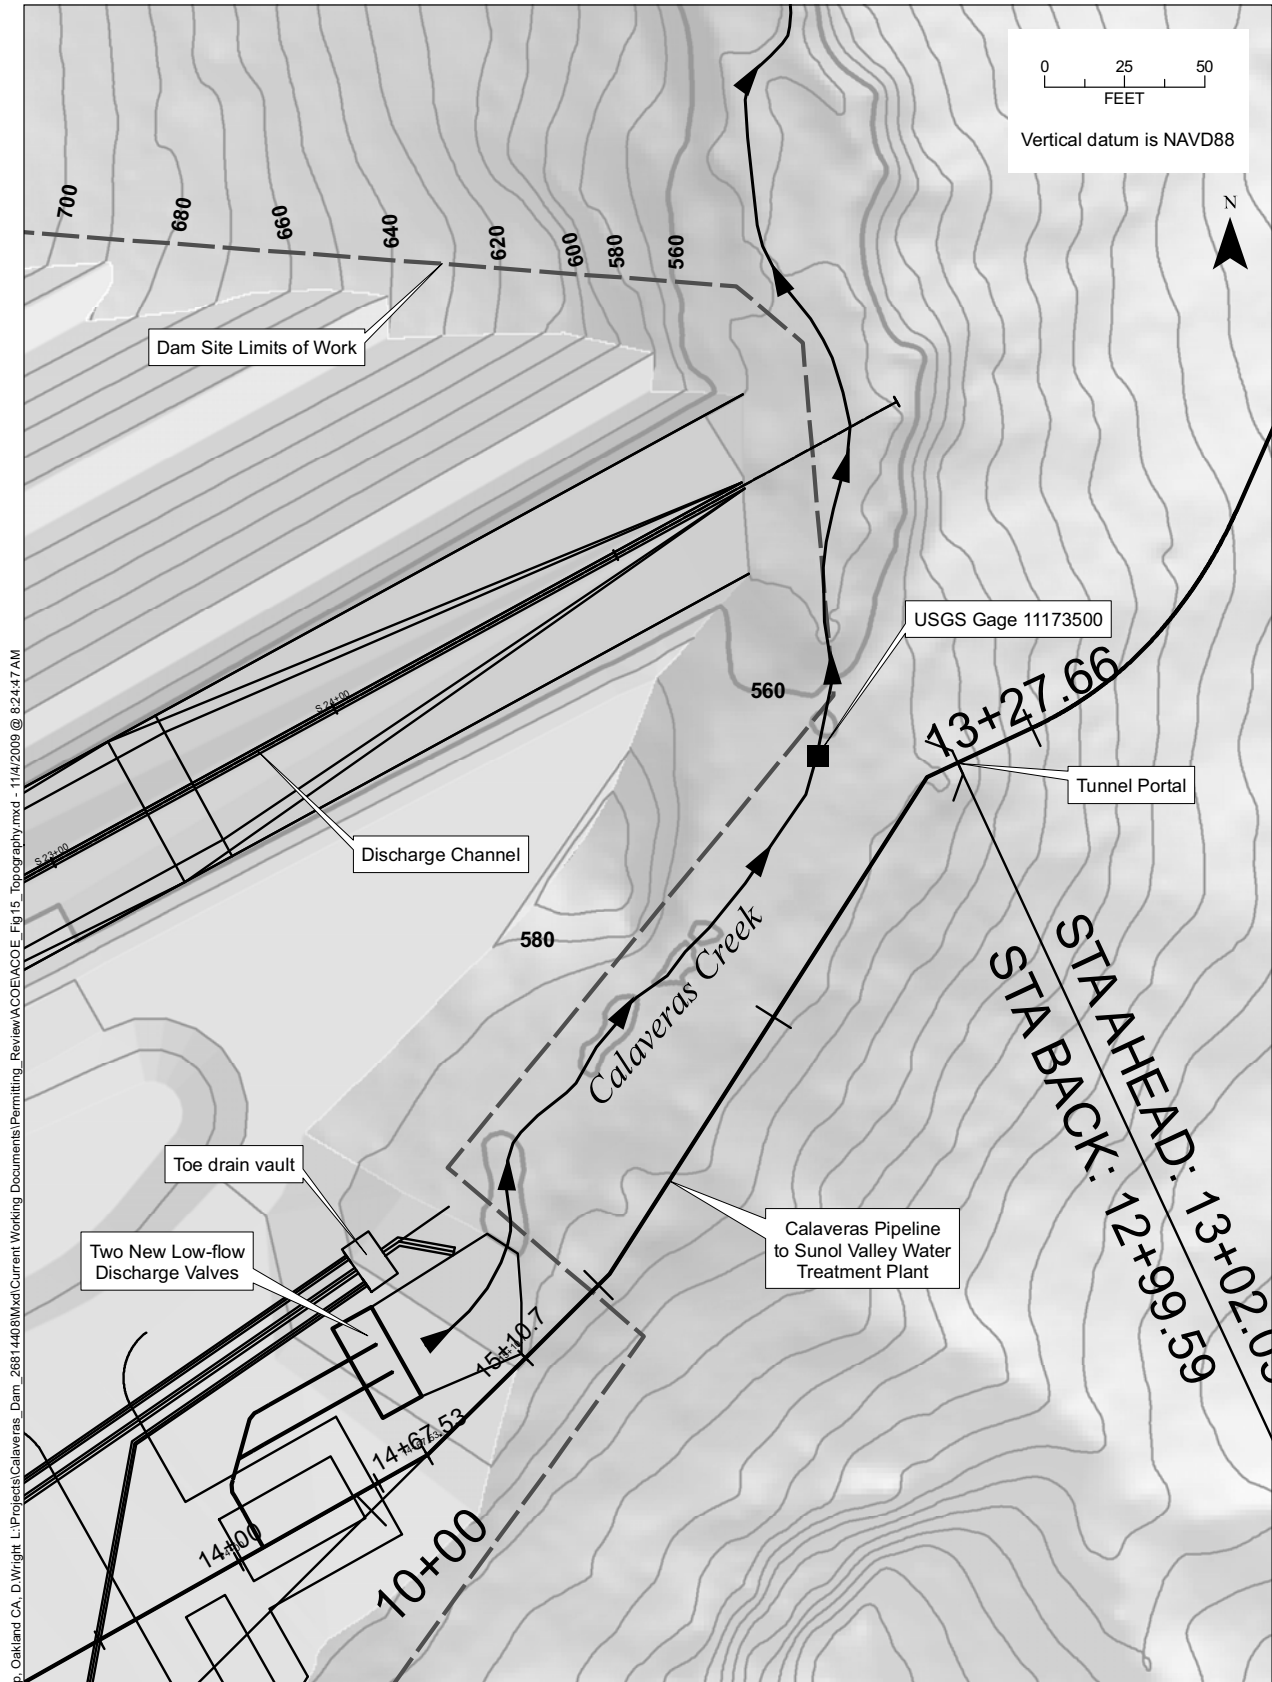 0 25 50
FEET
Vertical datum is NAVD88
N
700
680
660
640
620
600
580
560
Dam Site Limits of Work
USGS Gage 11173500
560
13+27.66
S 24+00
Tunnel Portal
Discharge Channel
S 23+00
580
Calaveras Creek
STA AHEAD: 13+02.0
STA BACK: 12+99.59
Toe drain vault
Two New Low-flow
Discharge Valves
Calaveras Pipeline
to Sunol Valley Water
Treatment Plant
15+10.7
14+67.53
14+00
10+00
p, Oakland CA, D.Wright L:\Projects\Calaveras_Dam_26814408\Mxd\Current Working Documents\Permitting_Review\ACOE\ACOE_Fig15_Topography.mxd - 11/4/2009 @ 8:24:47 AM